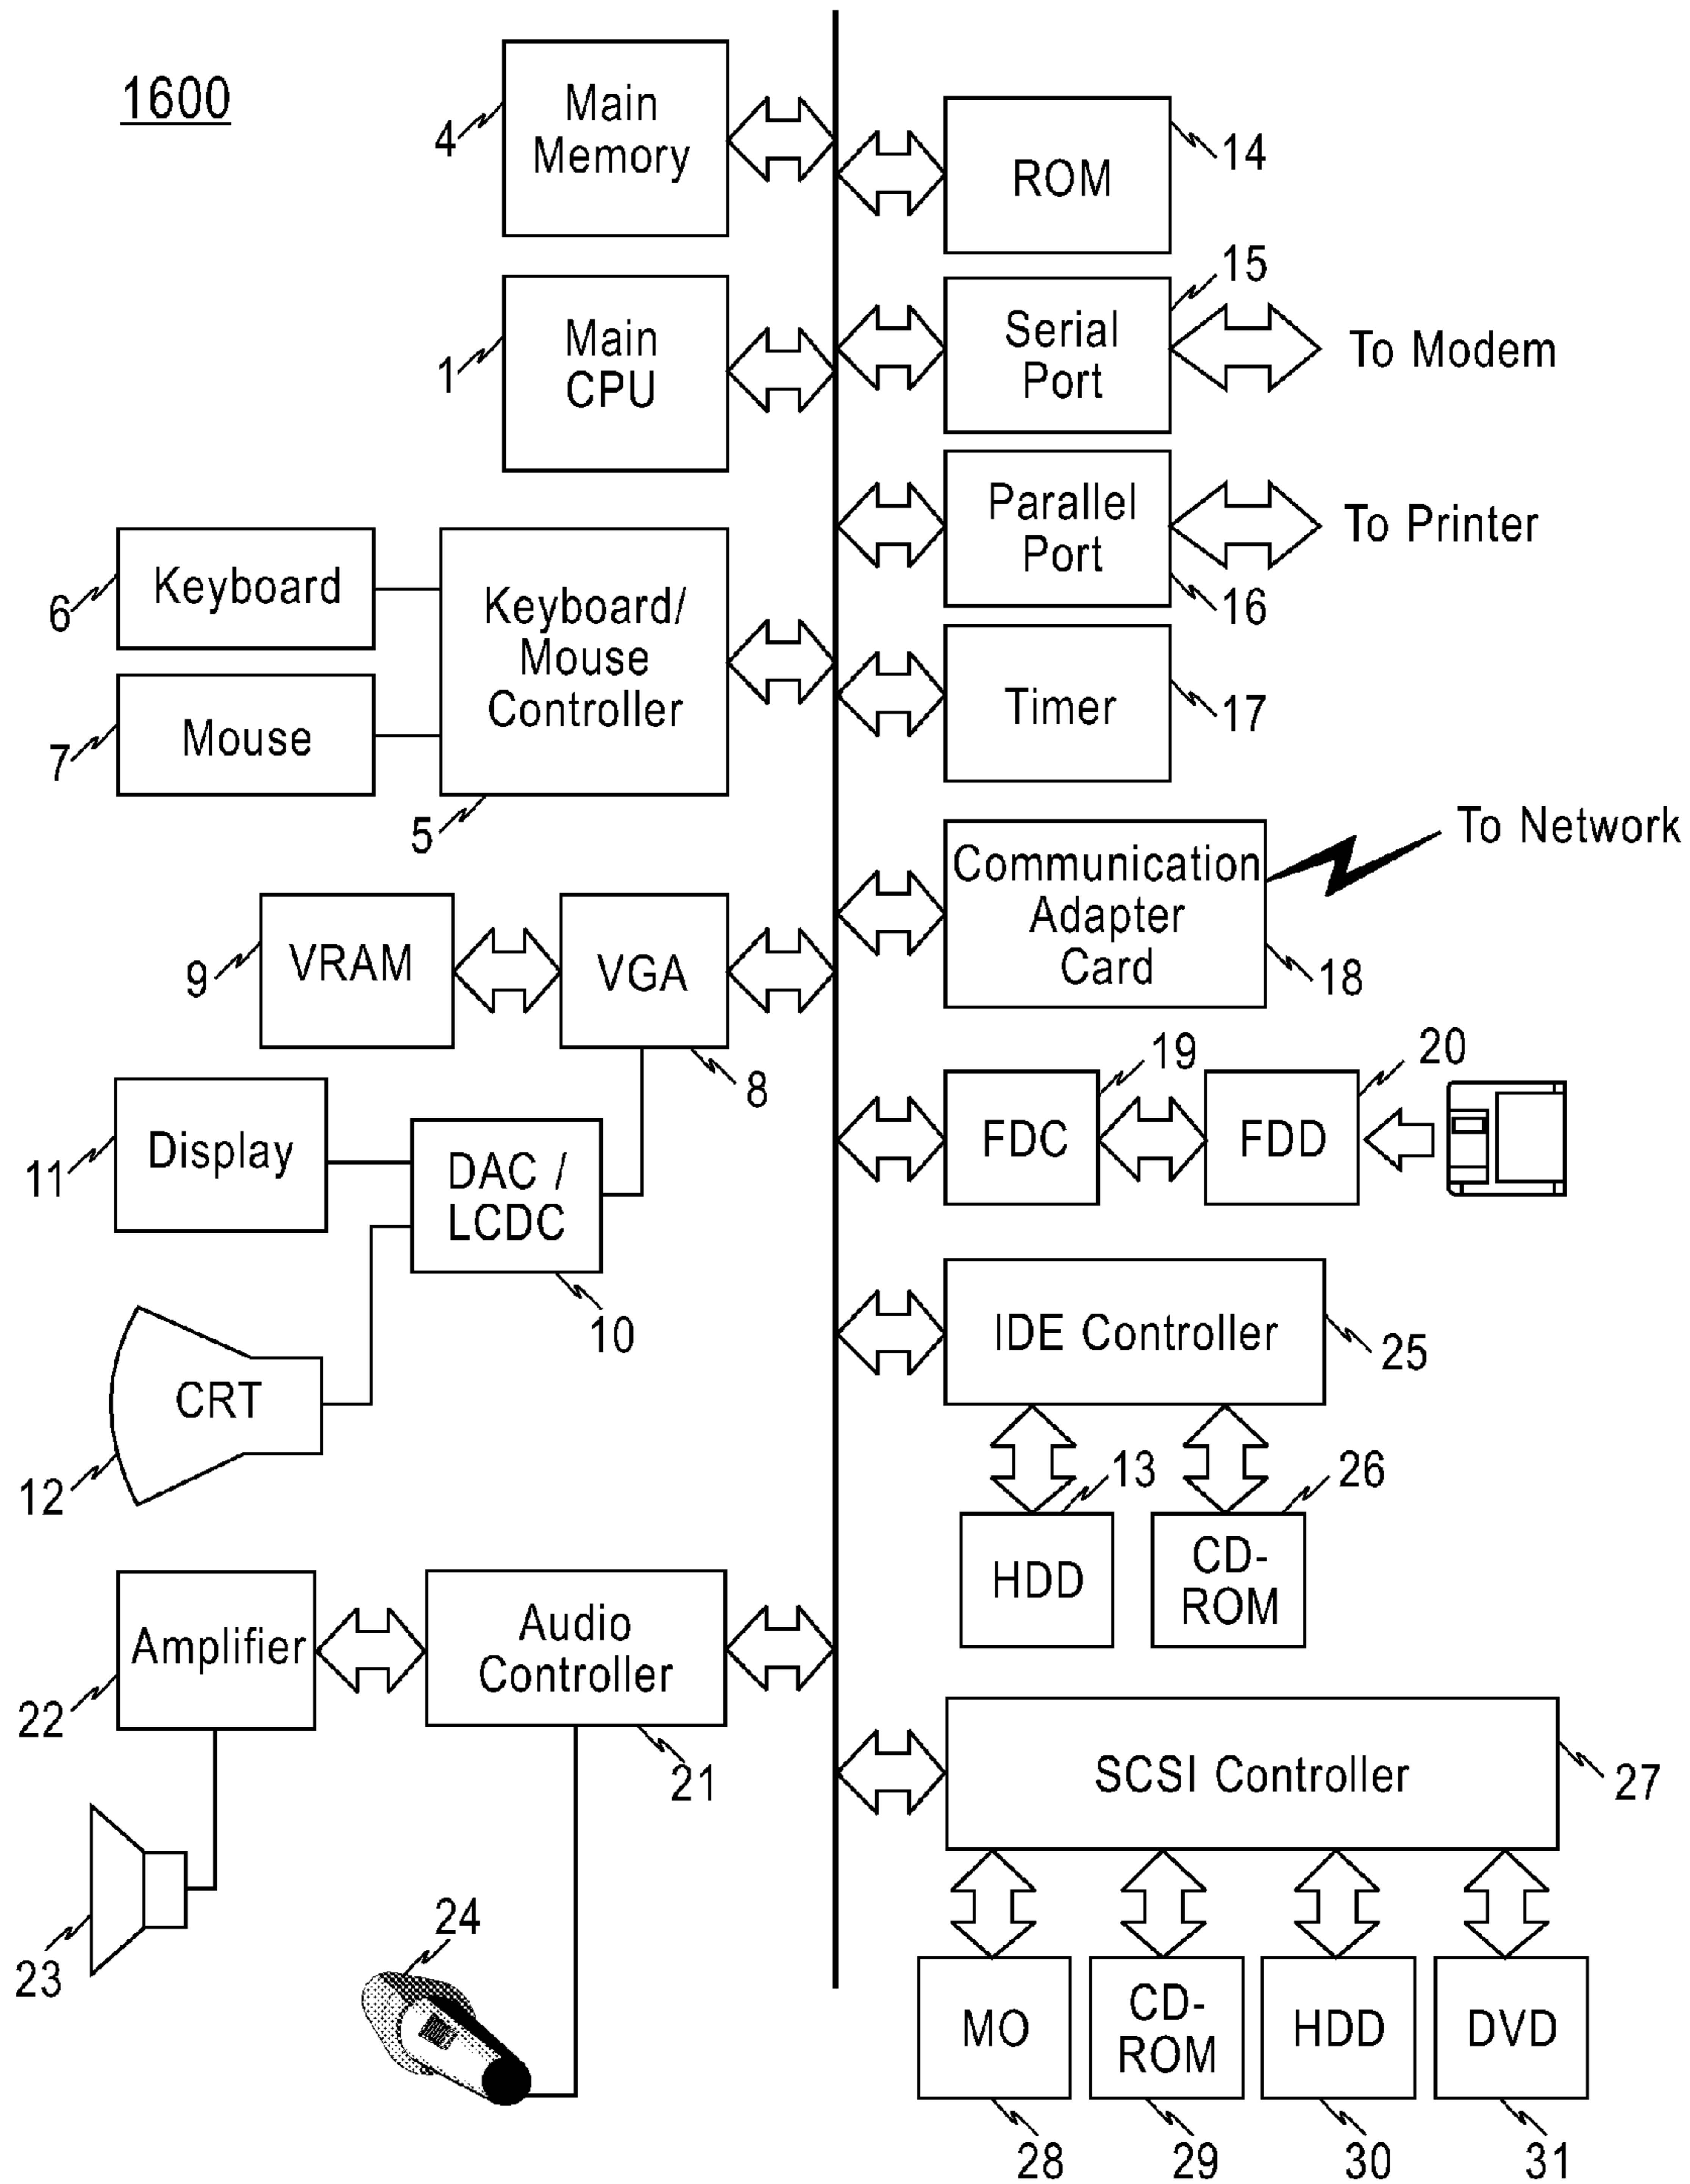 1600
Main
Memory
4
ROM
14
Main
CPU
1
Serial
Port
15
To Modem
Parallel
Port
16
To Printer
Keyboard
6
Mouse
7
Keyboard/
Mouse
Controller
5
Timer
17
Communication
Adapter
Card
18
To Network
VRAM
9
VGA
8
FDC
19
FDD
20
Display
11
DAC /
LCDC
10
CRT
12
IDE Controller
25
HDD
13
CD-
ROM
26
Amplifier
22
Audio
Controller
21
23
24
SCSI Controller
27
MO
28
CD-
ROM
29
HDD
30
DVD
31